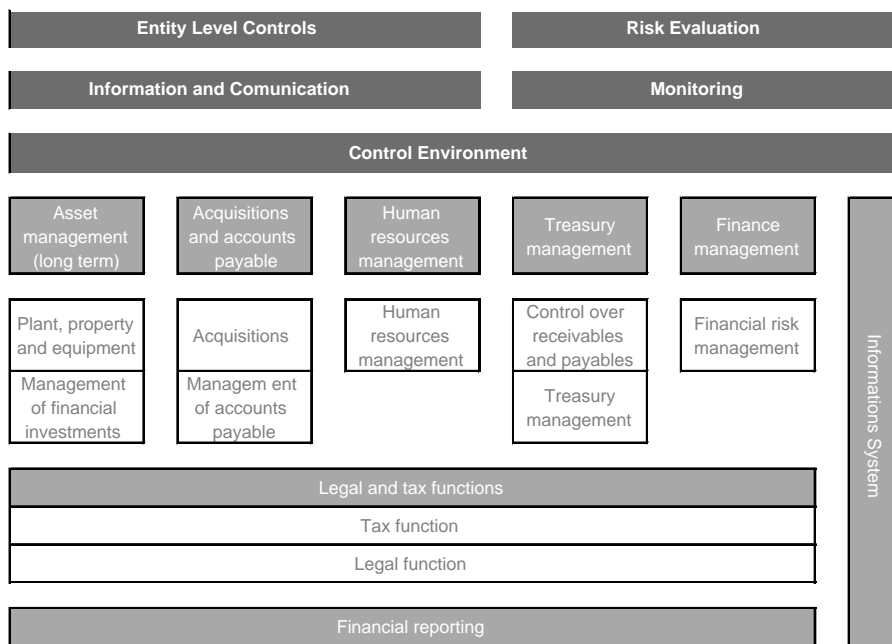 Entity Level Controls
Risk Evaluation
Information and Comunication
Monitoring
Control Environment
Asset
management
(long term)
Acquisitions
and accounts
payable
Human
resources
management
Treasury
management
Finance
management
Plant, property
and equipment
Acquisitions
Human
resources
management
Control over
receivables
and payables
Financial risk
management
Management
of financial
investments
Managem ent
of accounts
payable
Treasury
management
Informations System
Legal and tax functions
Tax function
Legal function
Financial reporting